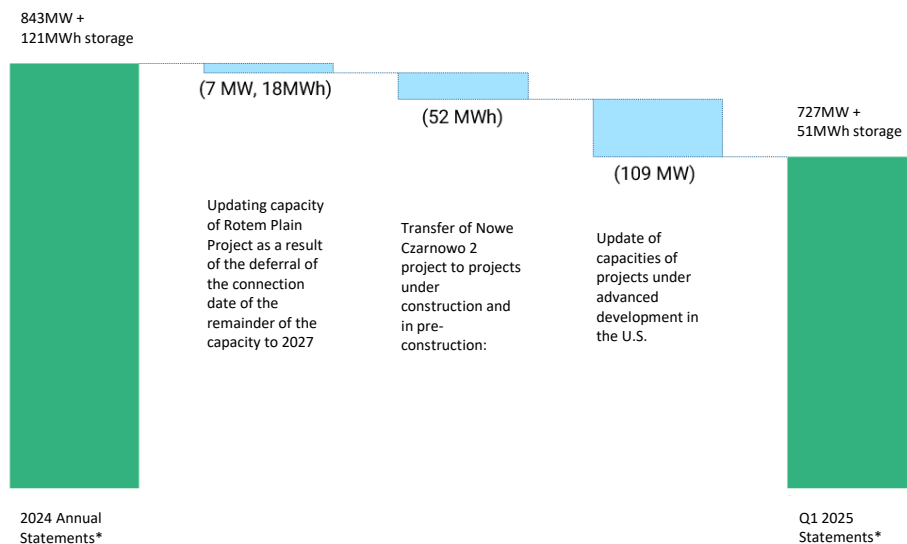 843MW +
121MWh storage
(7 MW, 18MWh)
(52 MWh)
(109 MW)
727MW +
51MWh storage
Updating capacity
of Rotem Plain
Project as a result
of the deferral of
the connection
date of the
remainder of the
capacity to 2027
Transfer of Nowe
Czarnowo 2
project to projects
under
construction and
in pre-
construction:
Update of
capacities of
projects under
advanced
development in
the U.S.
2024 Annual
Statements*
Q1 2025
Statements*